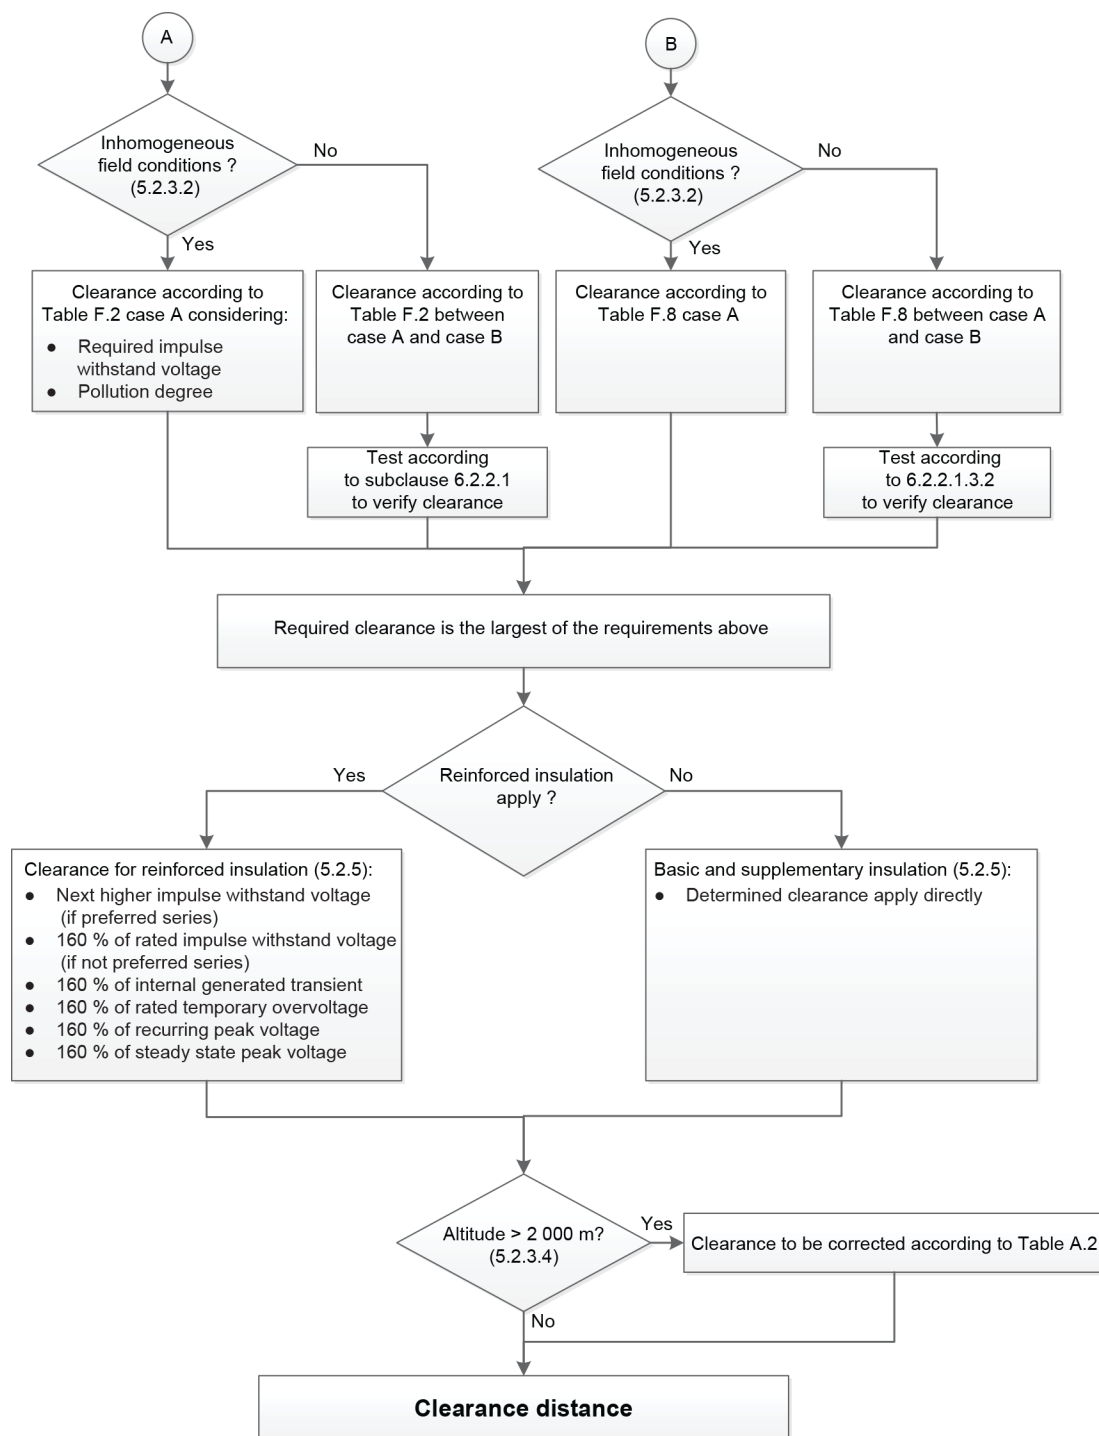 A
B
Inhomogeneous
field conditions ?
(5.2.3.2)
No
Yes
Inhomogeneous
field conditions ?
(5.2.3.2)
No
Yes
Clearance according to
Table F.2 case A considering:
● Required impulse
withstand voltage
● Pollution degree
Clearance according to
Table F.2 between
case A and case B
Clearance according to
Table F.8 case A
Clearance according to
Table F.8 between case A
and case B
Test according
to subclause 6.2.2.1
to verify clearance
Test according
to 6.2.2.1.3.2
to verify clearance
Required clearance is the largest of the requirements above
Reinforced insulation
apply ?
Yes
No
Clearance for reinforced insulation (5.2.5):
● Next higher impulse withstand voltage
(if preferred series)
● 160 % of rated impulse withstand voltage
(if not preferred series)
● 160 % of internal generated transient
● 160 % of rated temporary overvoltage
● 160 % of recurring peak voltage
● 160 % of steady state peak voltage
Basic and supplementary insulation (5.2.5):
● Determined clearance apply directly
Altitude > 2 000 m?
(5.2.3.4)
Yes
Clearance to be corrected according to Table A.2
No
Clearance distance